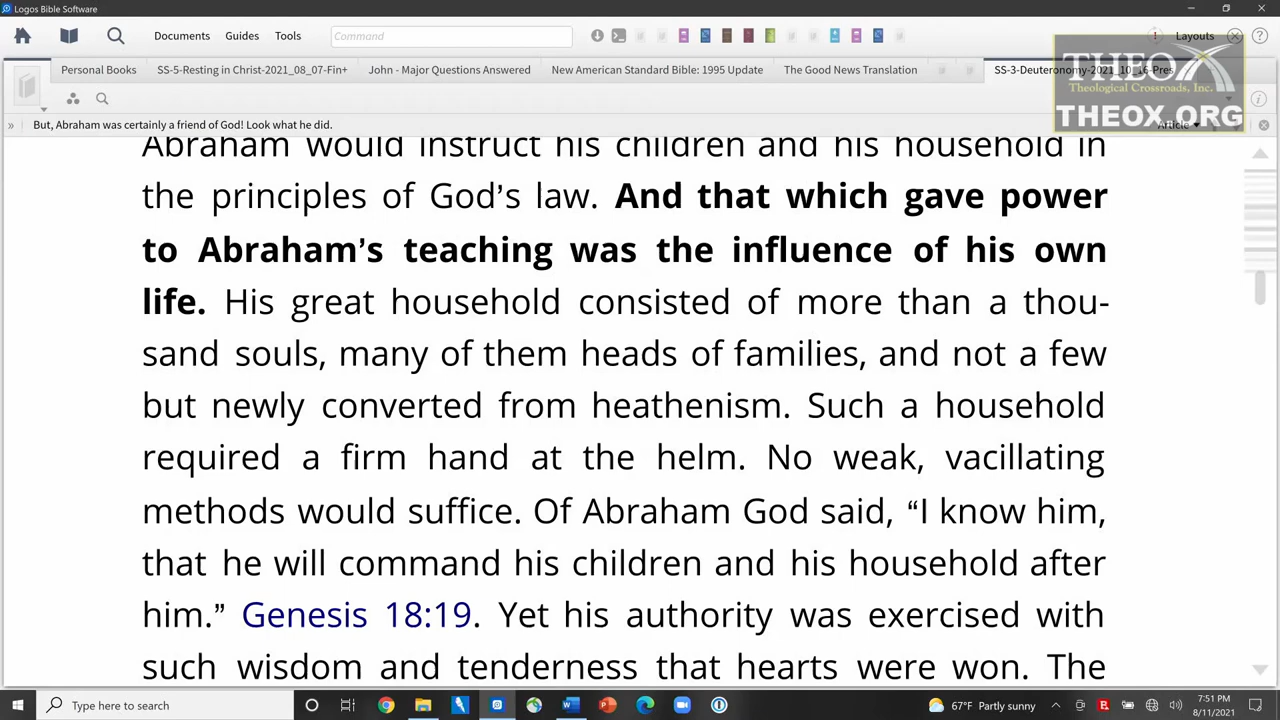 Logos Bible Software
Documents Guides Tools Command Layouts
Personal Books SS-5-Resting in Christ-2021_08_07-Fin+ New American Standard Bible: 1995 Update The Good News Translation
THEOX
Theological Crossroads, Inc.
THEOX.ORG
But, Abraham was certainly a friend of God! Look what he did. Article
Abraham would instruct his children and his household in
the principles of God’s law. And that which gave power
to Abraham’s teaching was the influence of his own
life. His great household consisted of more than a thou-
sand souls, many of them heads of families, and not a few
but newly converted from heathenism. Such a household
required a firm hand at the helm. No weak, vacillating
methods would suffice. Of Abraham God said, “I know him,
that he will command his children and his household after
him.” Genesis 18:19. Yet his authority was exercised with
such wisdom and tenderness that hearts were won. The
Type here to search 67°F Partly sunny 7:51 PM
8/11/2021